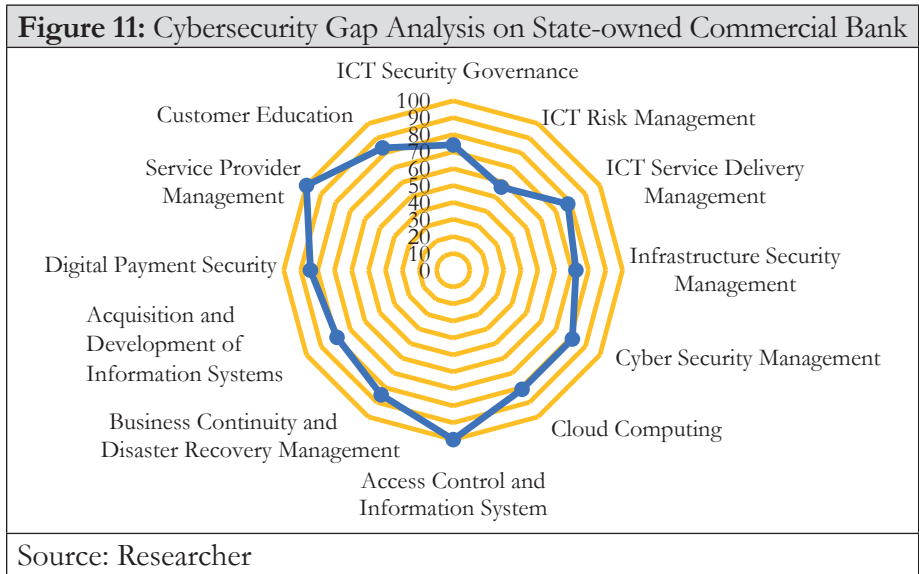 Figure 11: Cybersecurity Gap Analysis on State-owned Commercial Bank
ICT Security Governance
ICT Risk Management
ICT Service Delivery
Management
Infrastructure Security
Management
Cyber Security Management
Cloud Computing
Access Control and
Information System
Business Continuity and
Disaster Recovery Management
Acquisition and
Development of
Information Systems
Digital Payment Security
Service Provider
Management
Customer Education
100
90
80
70
60
50
40
30
20
10
0
Source: Researcher